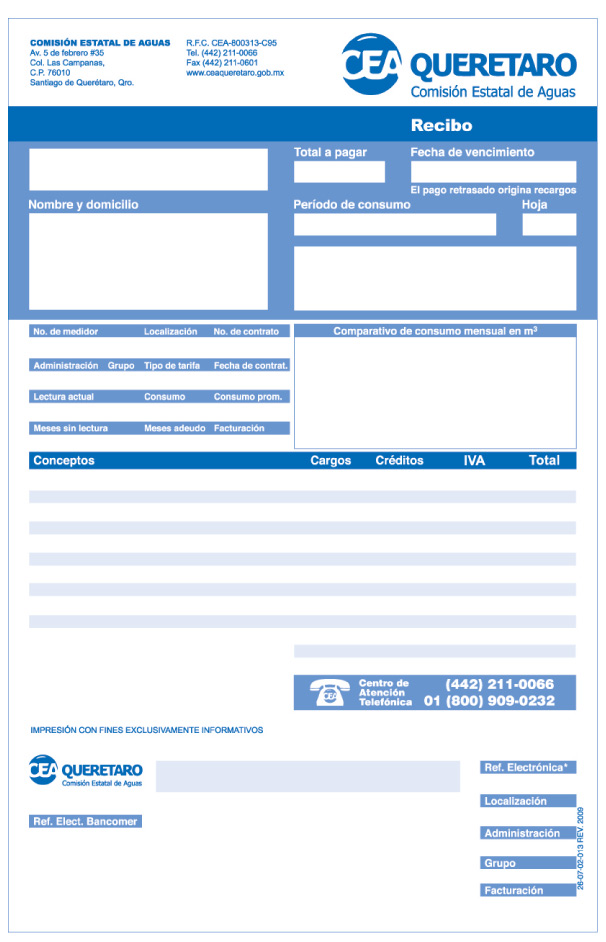 COMISIÓN ESTATAL DE AGUAS
Av. 5 de febrero #35
Col. Las Campanas,
C.P. 76010
Santiago de Querétaro, Qro.
R.F.C. CEA-800313-C95
Tel. (442) 211-0066
Fax (442) 211-0601
www.ceaqueretaro.gob.mx
CEA QUERETARO
Comisión Estatal de Aguas
Recibo
Total a pagar Fecha de vencimiento
El pago retrasado origina recargos
Nombre y domicilio Período de consumo Hoja
No. de medidor Localización No. de contrato
Comparativo de consumo mensual en m³
Administración Grupo Tipo de tarifa Fecha de contrat.
Lectura actual Consumo Consumo prom.
Meses sin lectura Meses adeudo Facturación
Conceptos Cargos Créditos IVA Total
CEA
Centro de
Atención
Telefónica
(442) 211-0066
01 (800) 909-0232
IMPRESIÓN CON FINES EXCLUSIVAMENTE INFORMATIVOS
CEA QUERETARO
Comisión Estatal de Aguas
Ref. Electrónica*
Localización
Ref. Elect. Bancomer
Administración
Grupo
Facturación
26-07-02-013 REV. 2009